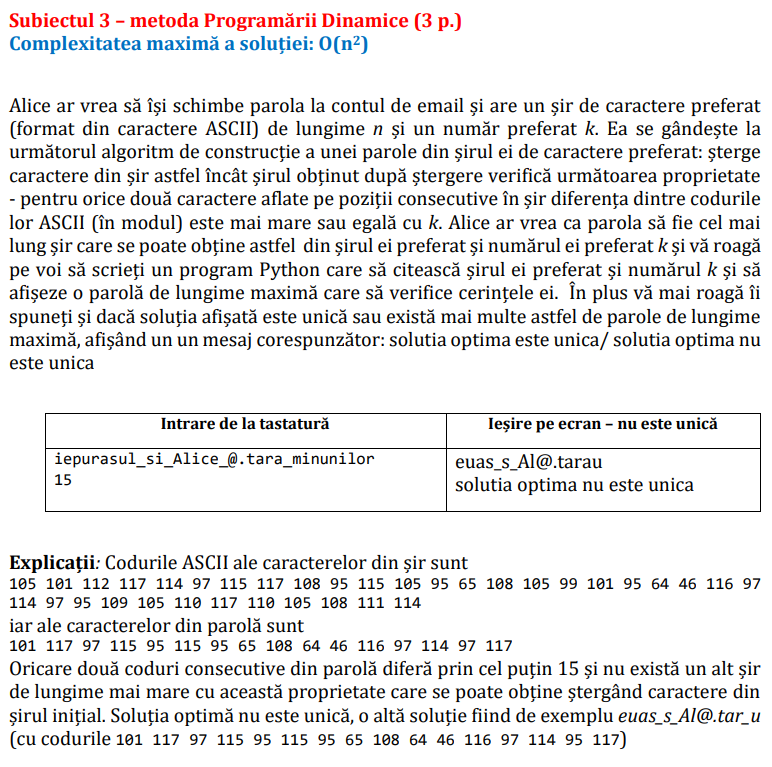 Subiectul 3 – metoda Programării Dinamice (3 p.)
Complexitatea maximă a soluției: O(n²)
Alice ar vrea să își schimbe parola la contul de email și are un șir de caractere preferat
(format din caractere ASCII) de lungime n și un număr preferat k. Ea se gândește la
următorul algoritm de construcție a unei parole din șirul ei de caractere preferat: șterge
caractere din șir astfel încât șirul obținut după ștergere verifică următoarea proprietate
- pentru orice două caractere aflate pe poziții consecutive în șir diferența dintre codurile
lor ASCII (în modul) este mai mare sau egală cu k. Alice ar vrea ca parola să fie cel mai
lung șir care se poate obține astfel din șirul ei preferat și numărul ei preferat k și vă roagă
pe voi să scrieți un program Python care să citească șirul ei preferat și numărul k și să
afișeze o parolă de lungime maximă care să verifice cerințele ei. În plus vă mai roagă îi
spuneți și dacă soluția afișată este unică sau există mai multe astfel de parole de lungime
maximă, afișând un un mesaj corespunzător: solutia optima este unica/ solutia optima nu
este unica
Intrare de la tastatură Ieșire pe ecran – nu este unică
iepurasul_si_Alice_@.tara_minunilor euas_s_Al@.tarau
15 solutia optima nu este unica
Explicații: Codurile ASCII ale caracterelor din șir sunt
105 101 112 117 114 97 115 117 108 95 115 105 95 65 108 105 99 101 95 64 46 116 97
114 97 95 109 105 110 117 110 105 108 111 114
iar ale caracterelor din parolă sunt
101 117 97 115 95 115 95 65 108 64 46 116 97 114 97 117
Oricare două coduri consecutive din parolă diferă prin cel puțin 15 și nu există un alt șir
de lungime mai mare cu această proprietate care se poate obține ștergând caractere din
șirul inițial. Soluția optimă nu este unică, o altă soluție fiind de exemplu euas_s_Al@.tar_u
(cu codurile 101 117 97 115 95 115 95 65 108 64 46 116 97 114 95 117)